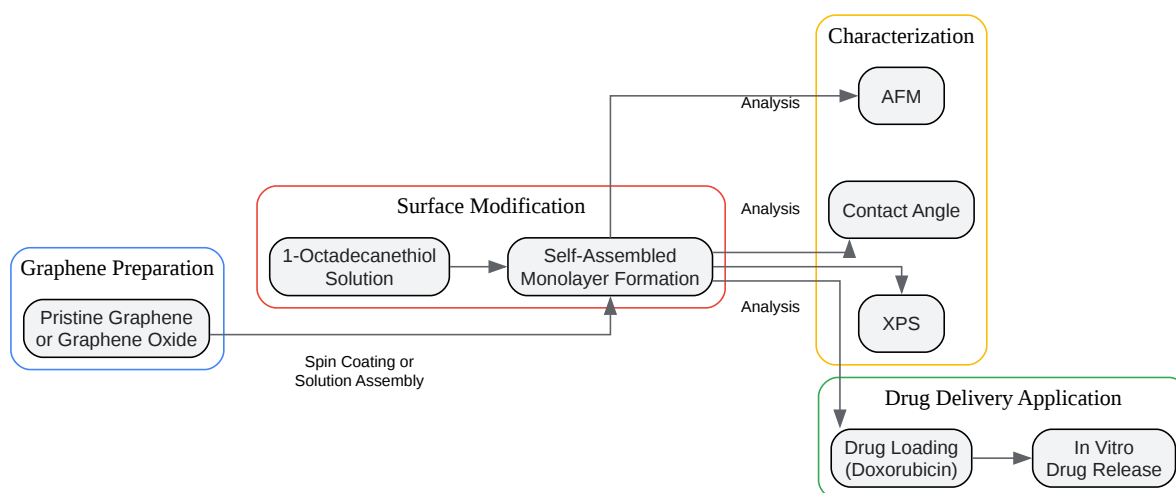 Characterization
AFM
Analysis
Surface Modification
Contact Angle
Analysis
1-Octadecanethiol
Solution
Self-Assembled
Monolayer Formation
Graphene Preparation
Pristine Graphene
or Graphene Oxide
Analysis
XPS
Spin Coating or
Solution Assembly
Drug Delivery Application
Drug Loading
(Doxorubicin)
In Vitro
Drug Release